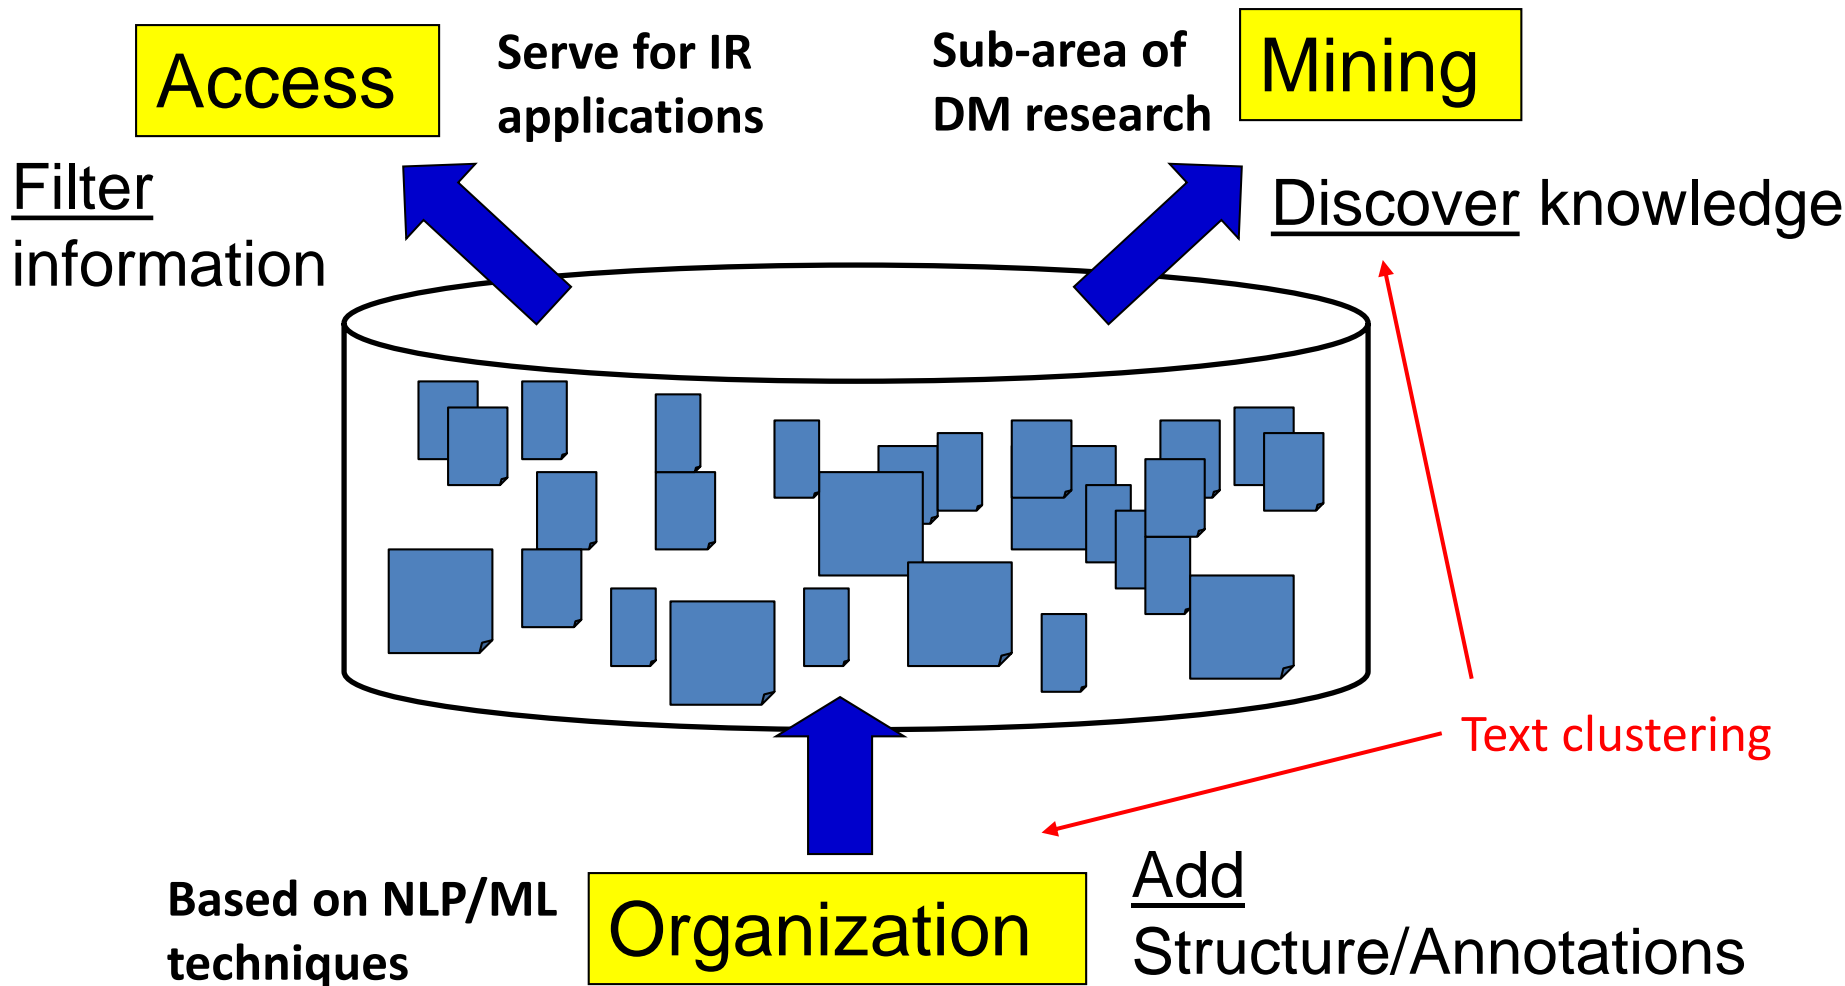 Access
Serve for IR
applications
Sub-area of
DM research
Mining
Filter
information
Discover knowledge
Text clustering
Based on NLP/ML
techniques
Organization
Add
Structure/Annotations